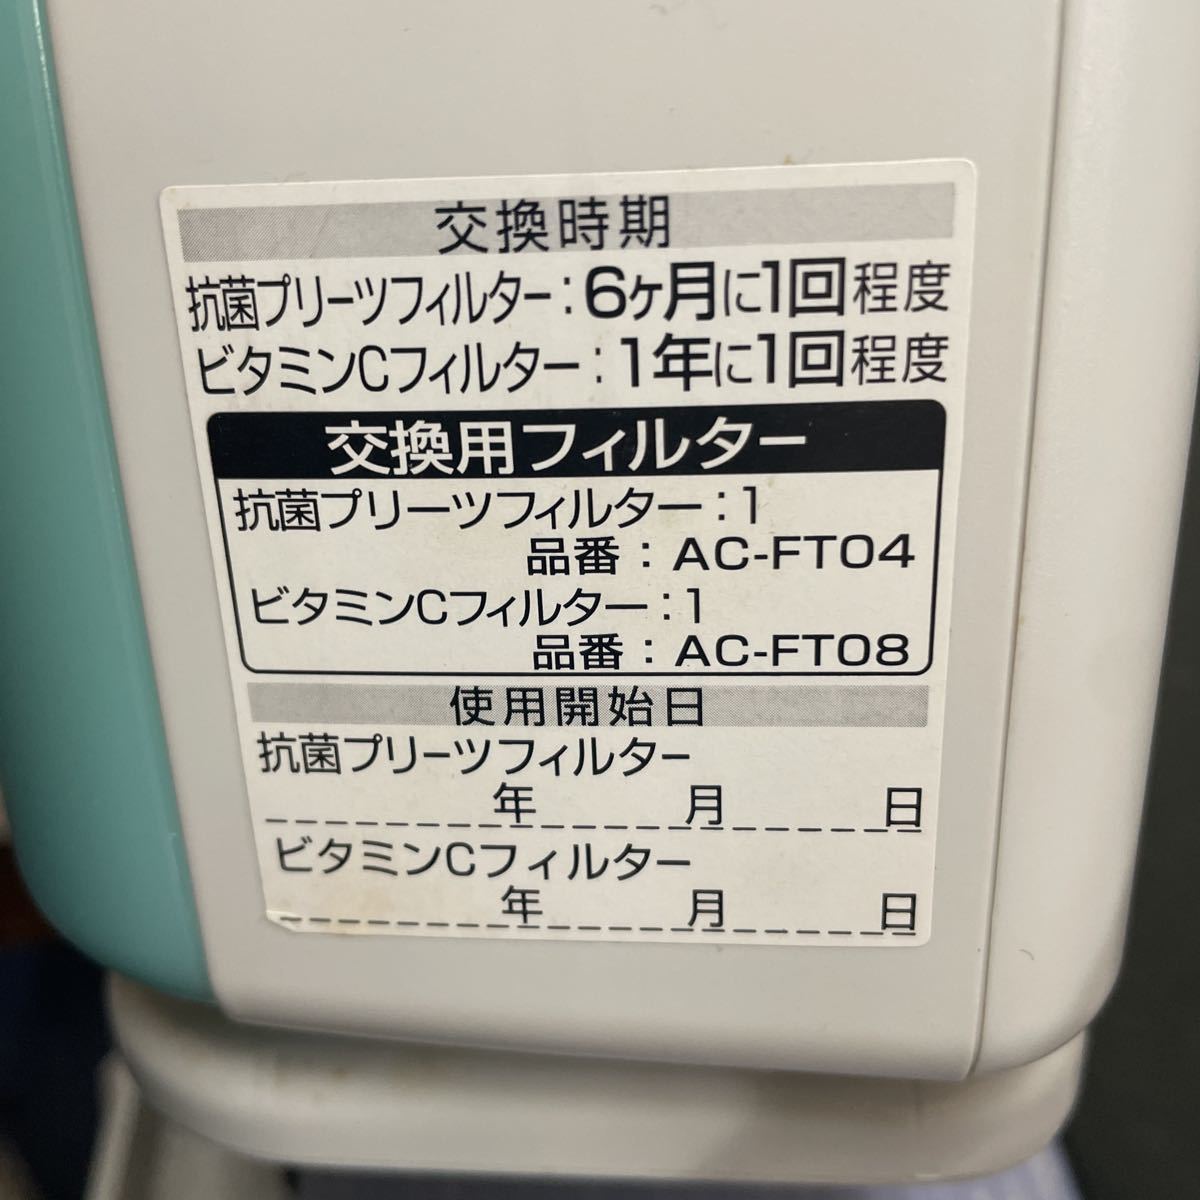 交換時期
抗菌プリーツフィルター：6ヶ月に1回程度
ビタミンCフィルター：1年に1回程度
交換用フィルター
抗菌プリーツフィルター：1
品番：AC-FT04
ビタミンCフィルター：1
品番：AC-FT08
使用開始日
抗菌プリーツフィルター
年 月 日
ビタミンCフィルター
年 月 日